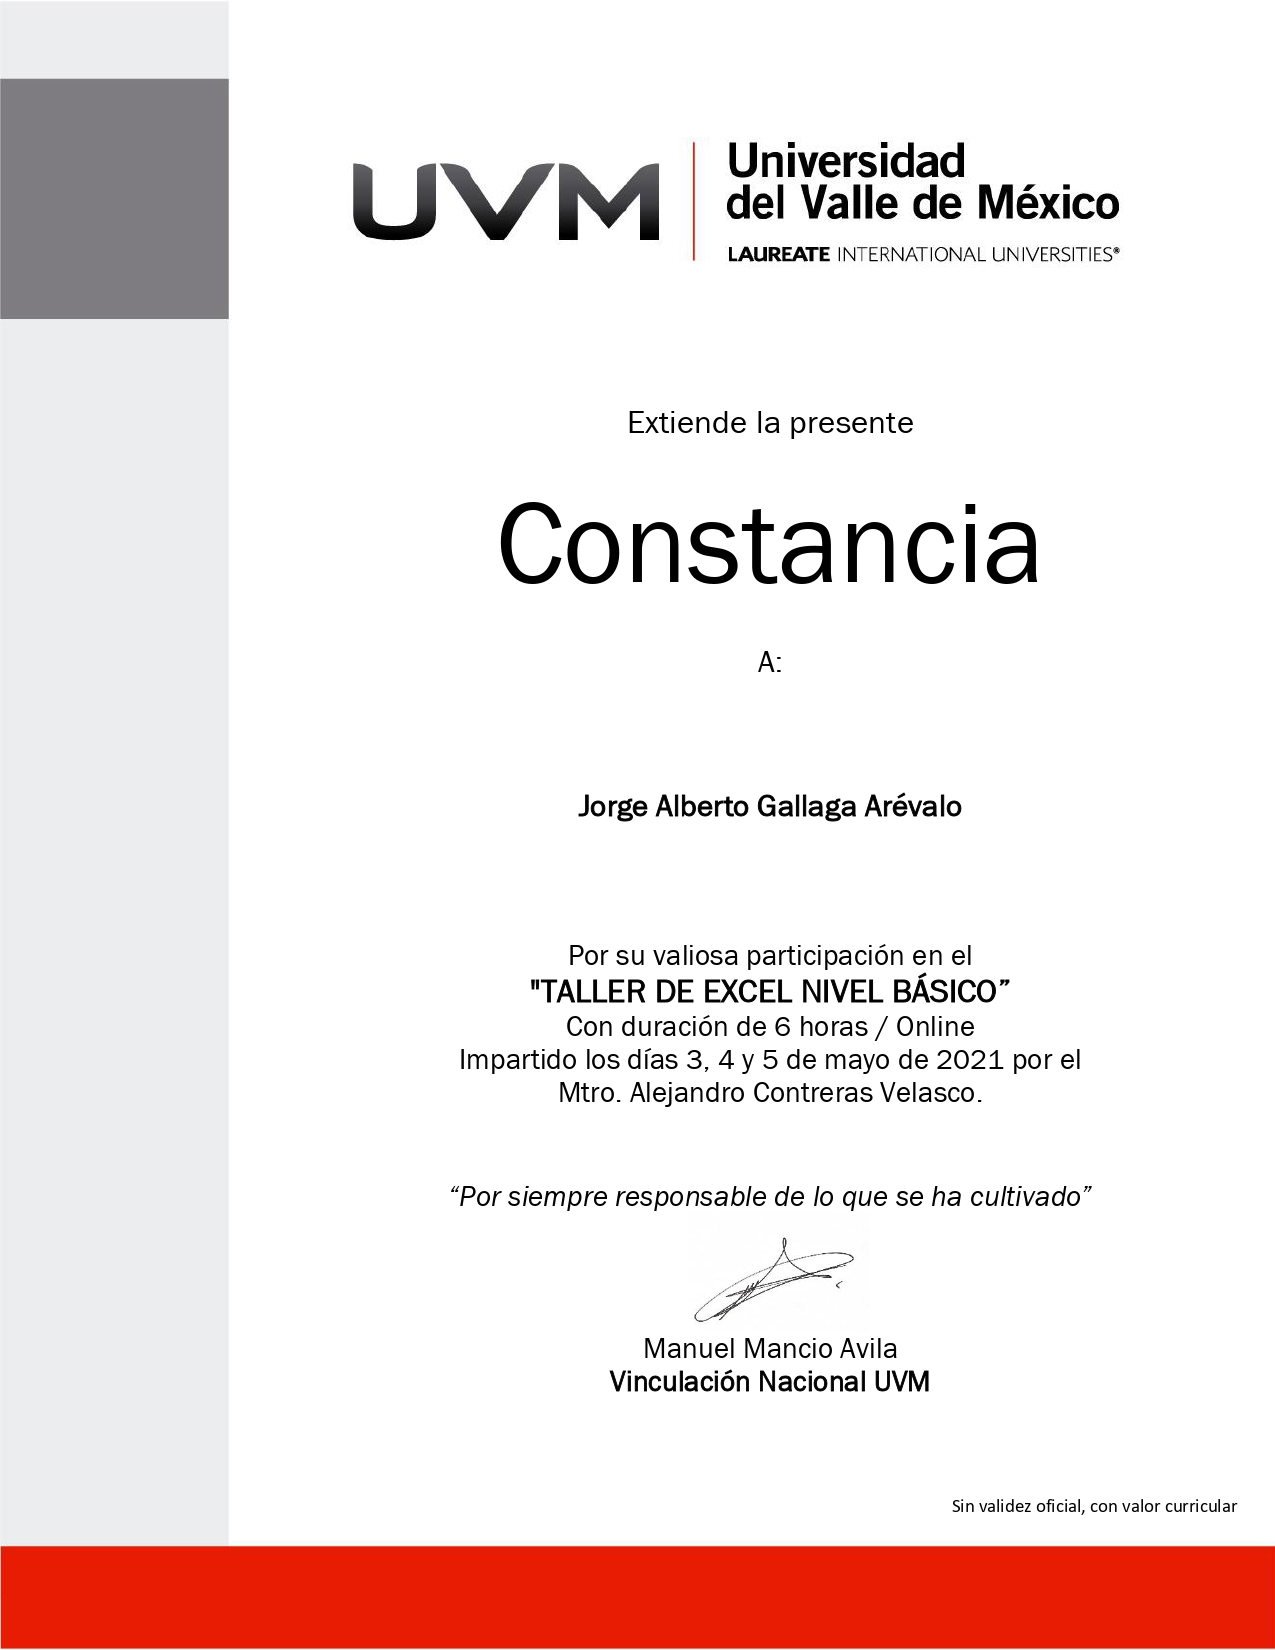 UVM
Universidad
del Valle de México
LAUREATE INTERNATIONAL UNIVERSITIES®
Extiende la presente
Constancia
A:
Jorge Alberto Gallaga Arévalo
Por su valiosa participación en el
"TALLER DE EXCEL NIVEL BÁSICO”
Con duración de 6 horas / Online
Impartido los días 3, 4 y 5 de mayo de 2021 por el
Mtro. Alejandro Contreras Velasco.
“Por siempre responsable de lo que se ha cultivado”
Manuel Mancio Avila
Vinculación Nacional UVM
Sin validez oficial, con valor curricular